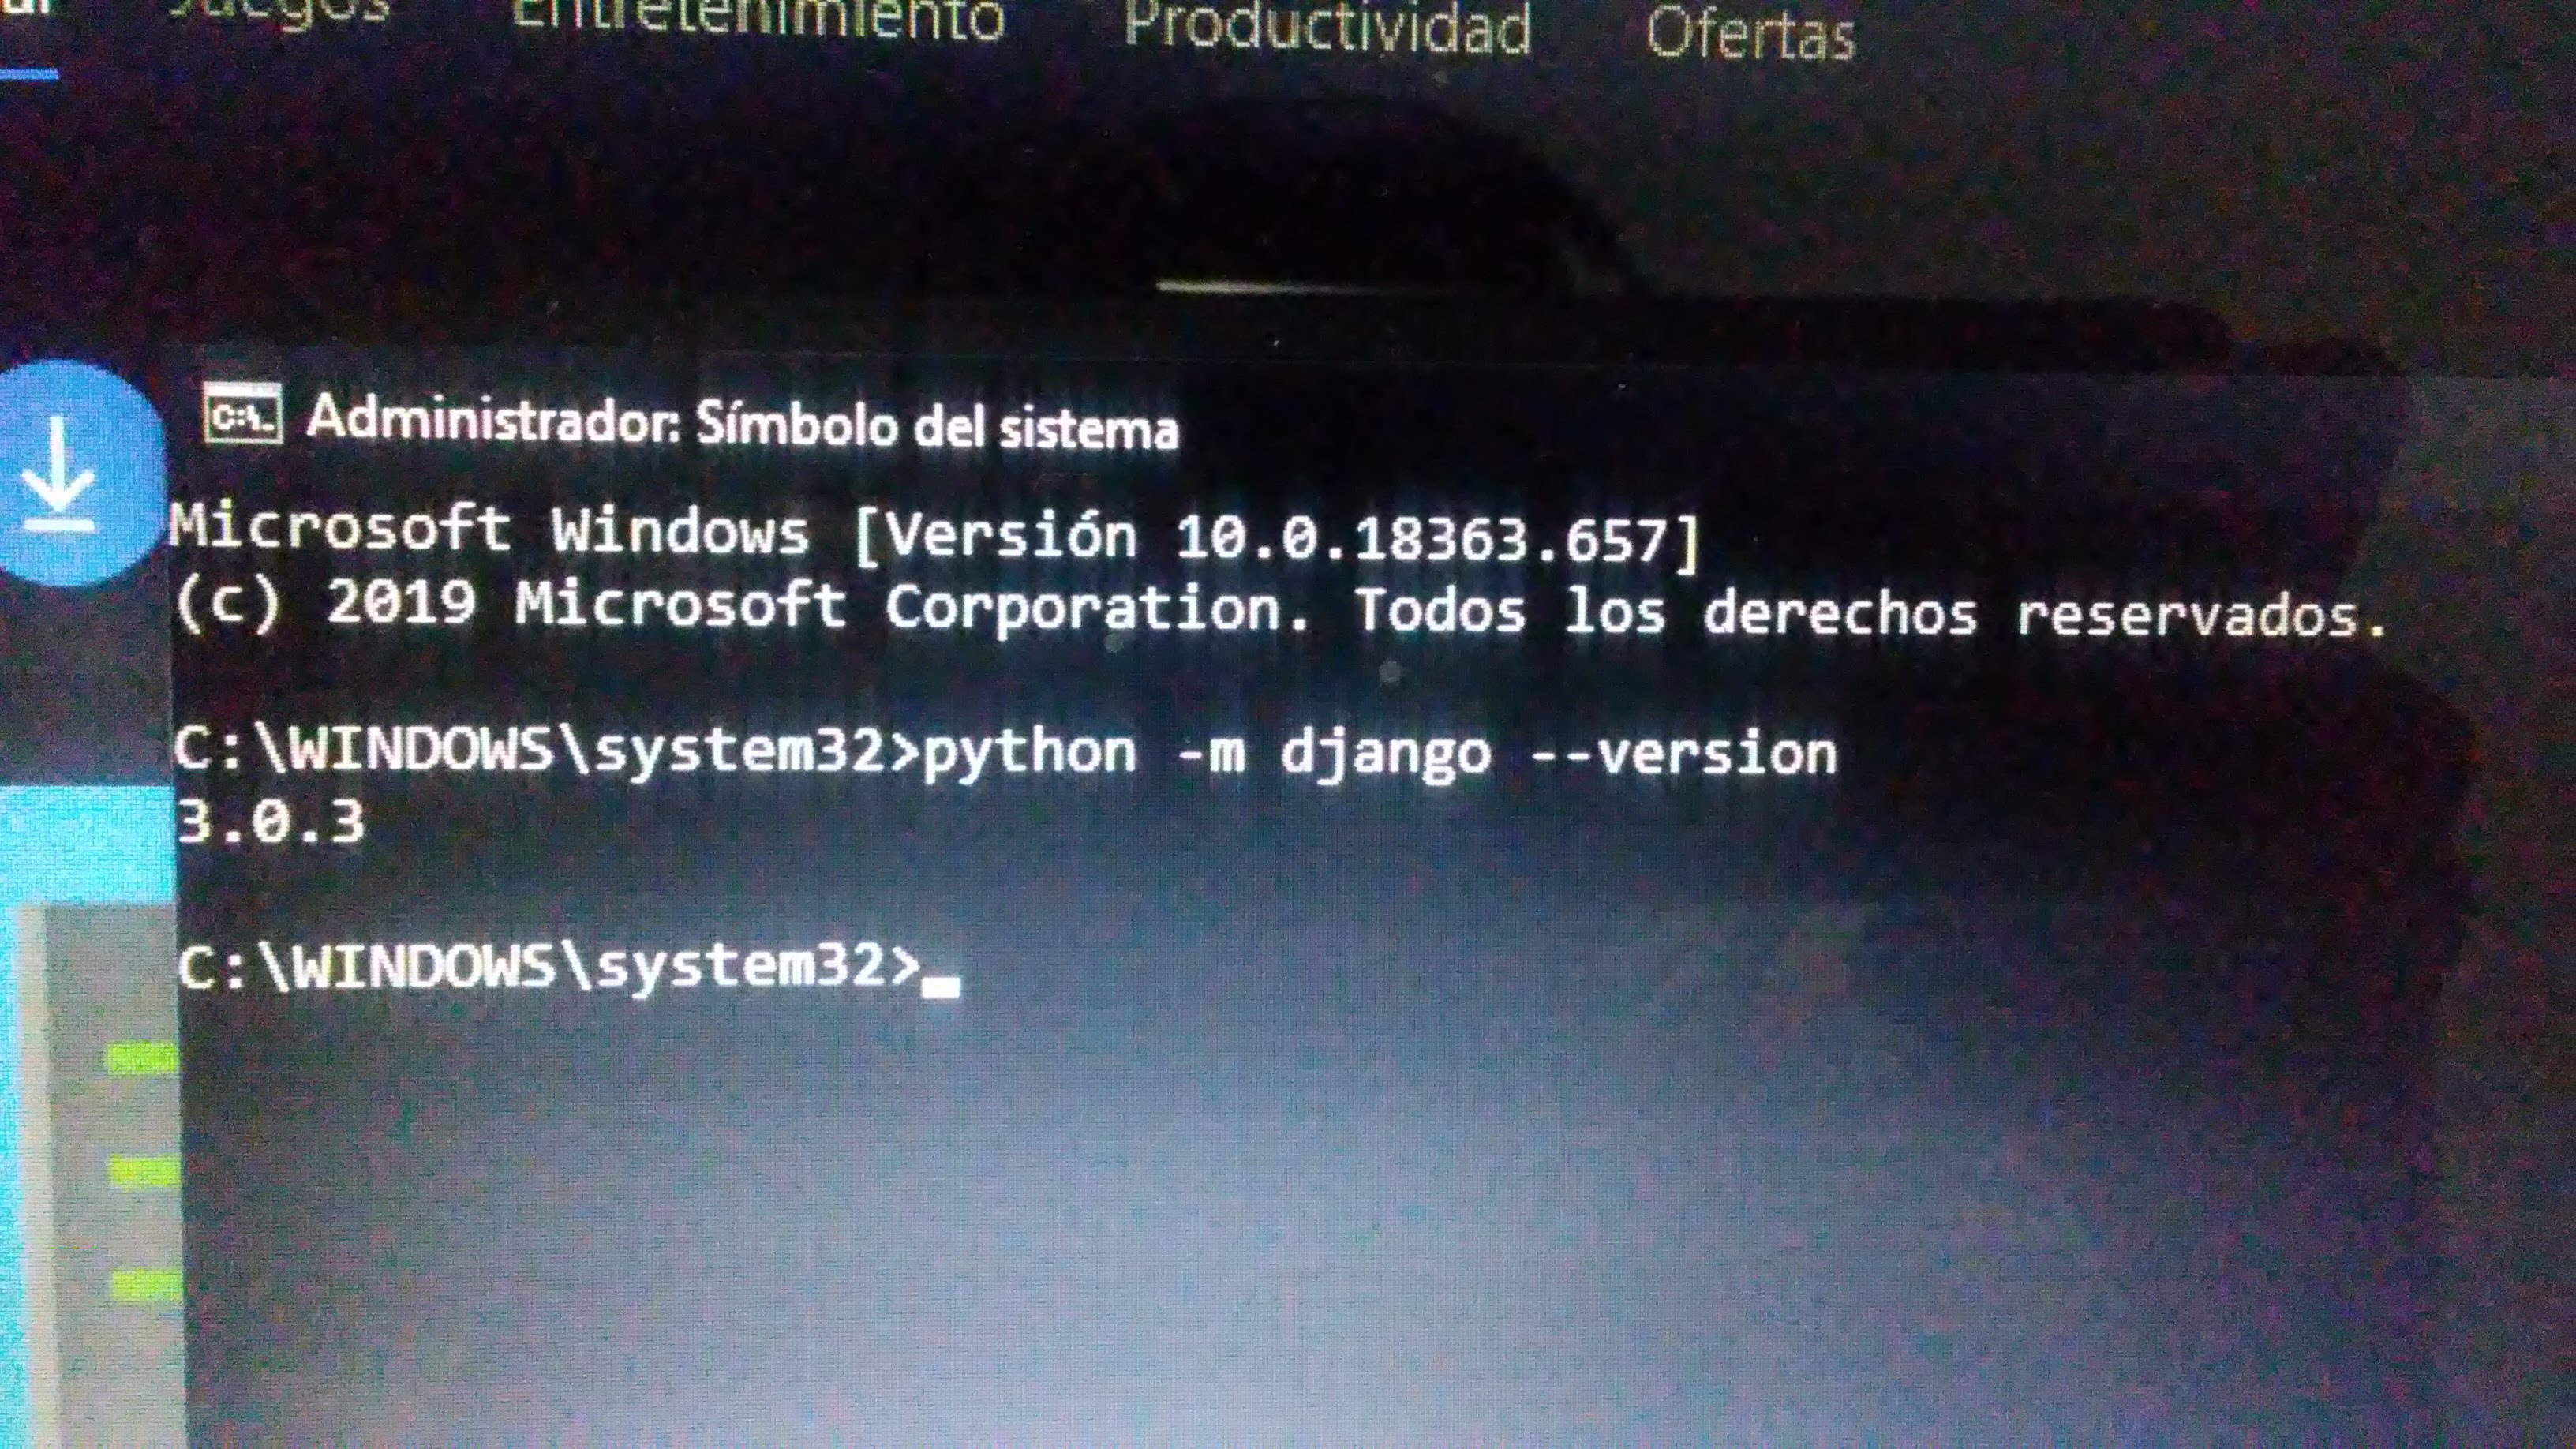 Juegos Entretenimiento Productividad Ofertas
Administrador: Símbolo del sistema
Microsoft Windows [Versión 10.0.18363.657]
(c) 2019 Microsoft Corporation. Todos los derechos reservados.
C:\WINDOWS\system32>python -m django --version
3.0.3
C:\WINDOWS\system32>